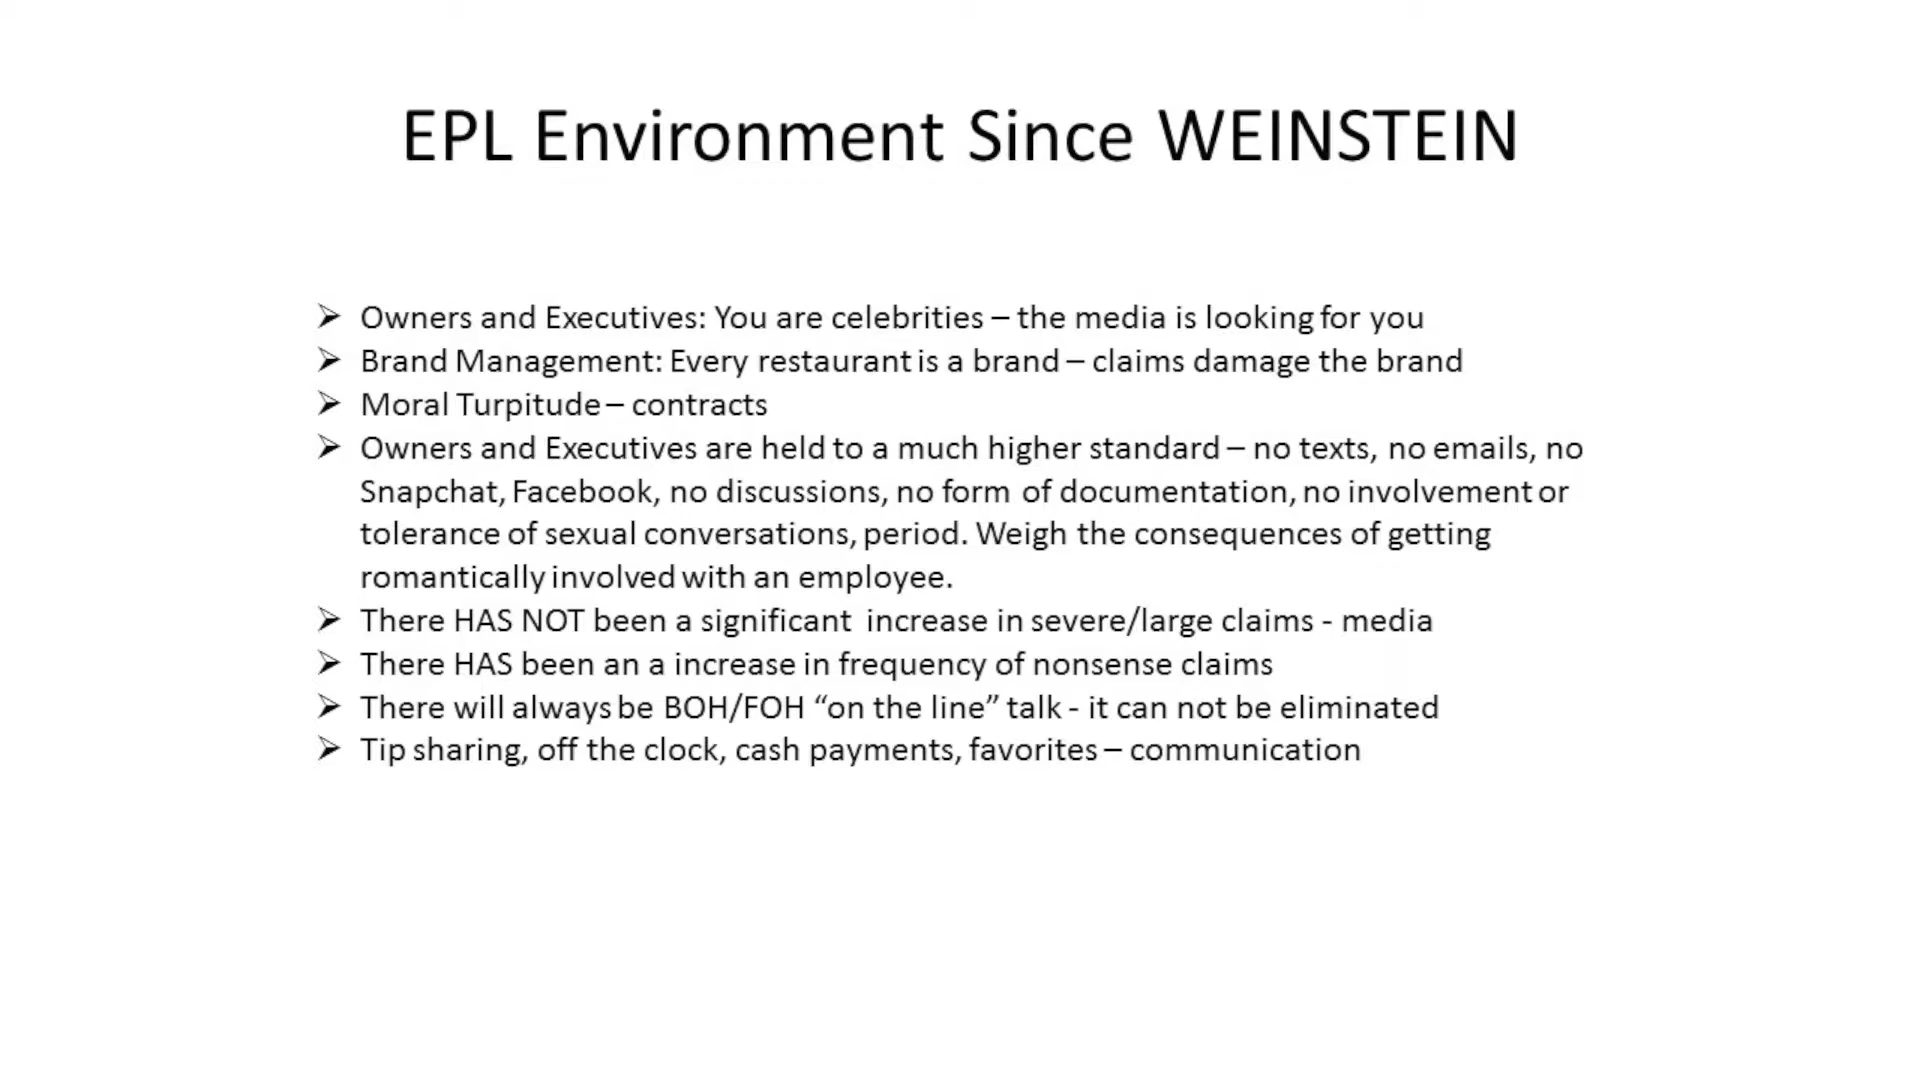 EPL Environment Since WEINSTEIN
➢ Owners and Executives: You are celebrities – the media is looking for you
➢ Brand Management: Every restaurant is a brand – claims damage the brand
➢ Moral Turpitude – contracts
➢ Owners and Executives are held to a much higher standard – no texts, no emails, no
Snapchat, Facebook, no discussions, no form of documentation, no involvement or
tolerance of sexual conversations, period. Weigh the consequences of getting
romantically involved with an employee.
➢ There HAS NOT been a significant increase in severe/large claims - media
➢ There HAS been an a increase in frequency of nonsense claims
➢ There will always be BOH/FOH “on the line” talk - it can not be eliminated
➢ Tip sharing, off the clock, cash payments, favorites – communication